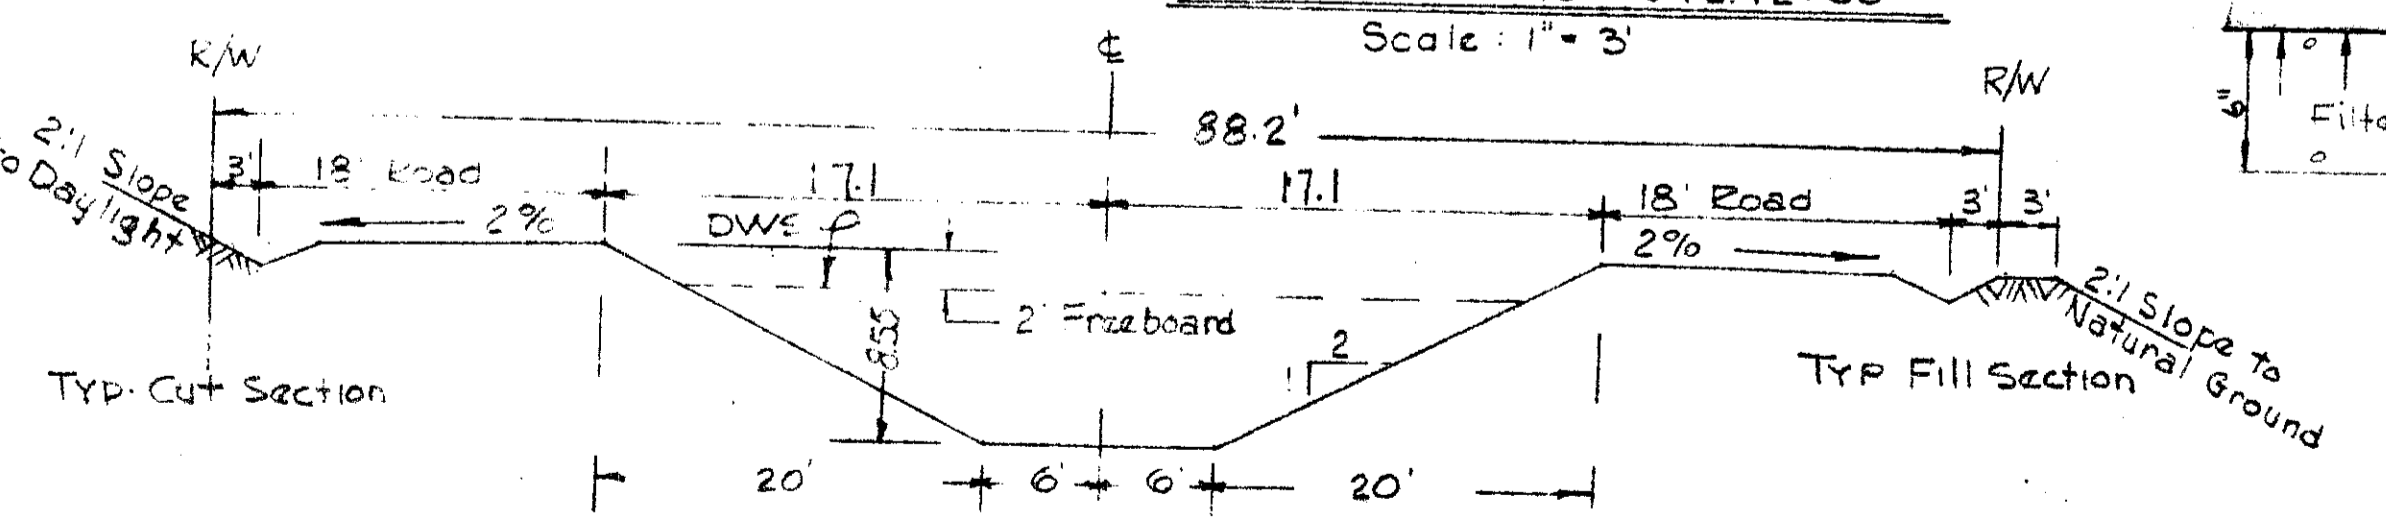 Scale : 1" = 3'
R/W
℄
R/W
88.2'
2:1 Slope
to Daylight
3'
18' Road
17.1
17.1
18' Road
3'
3'
2%
DWS
2%
6"
2' Freeboard
8.55
2
1
2:1 Slope to
Natural Ground
Typ. Cut Section
Typ Fill Section
20'
6'
6'
20'